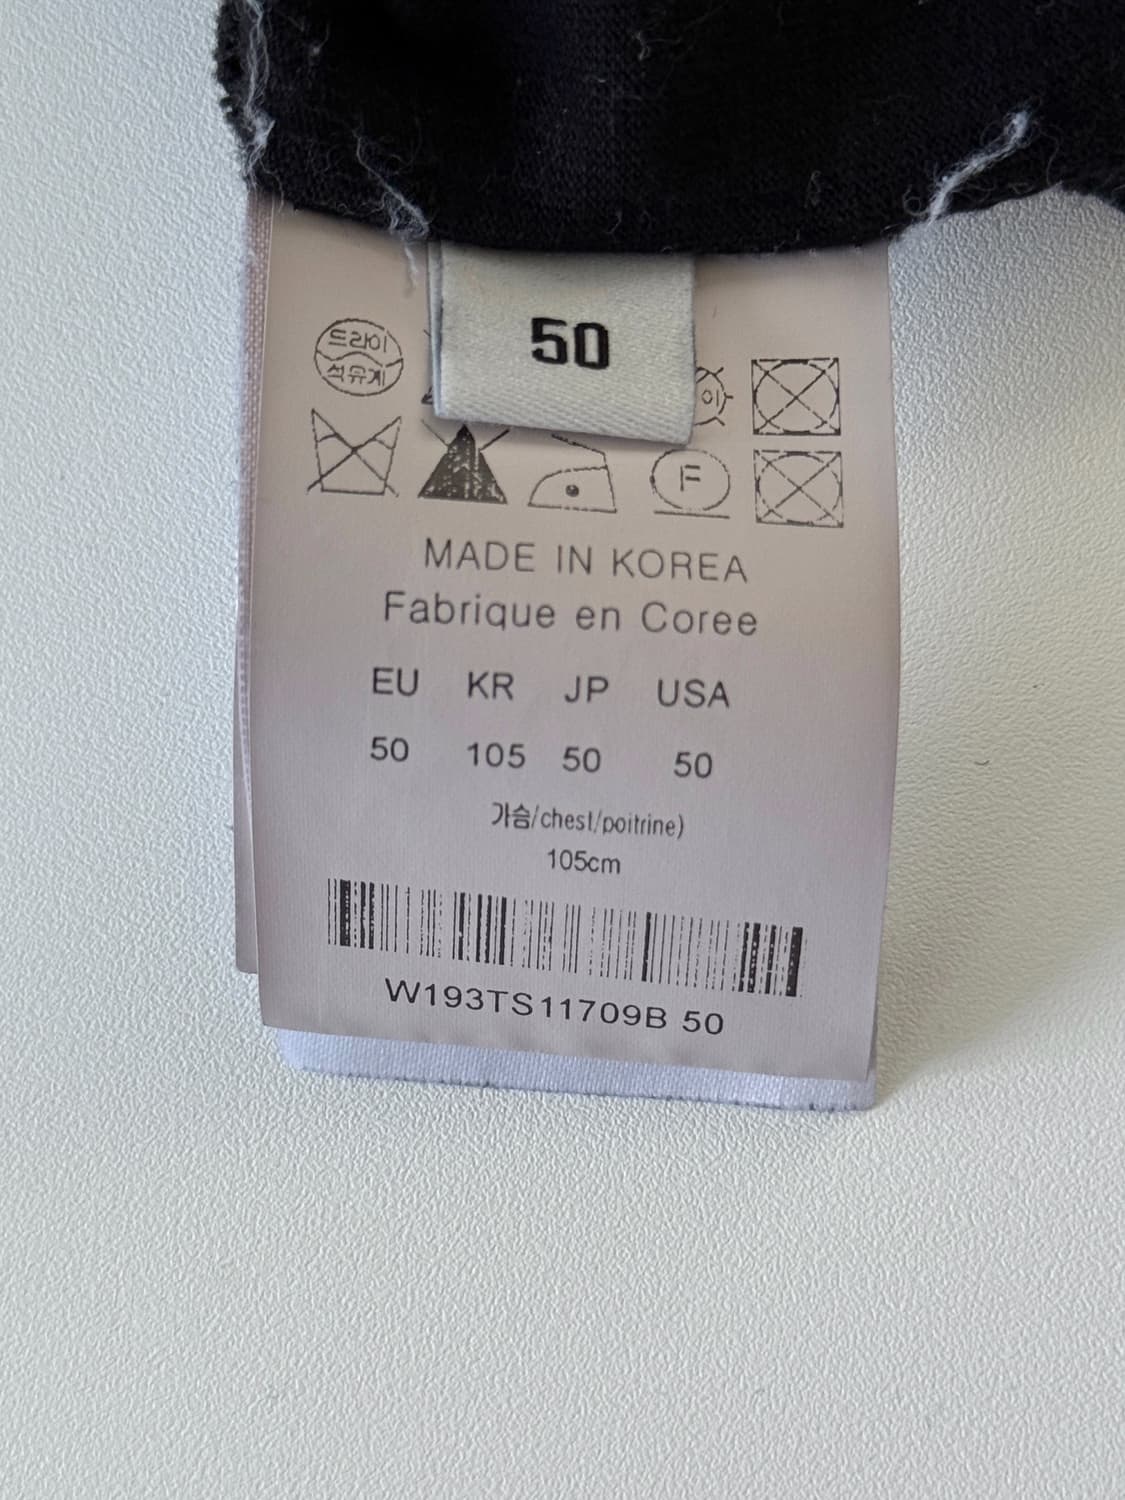 50
드라이
석유계
이
F
MADE IN KOREA
Fabrique en Coree
EU KR JP USA
50 105 50 50
가슴/chest/poitrine)
105cm
W193TS11709B 50